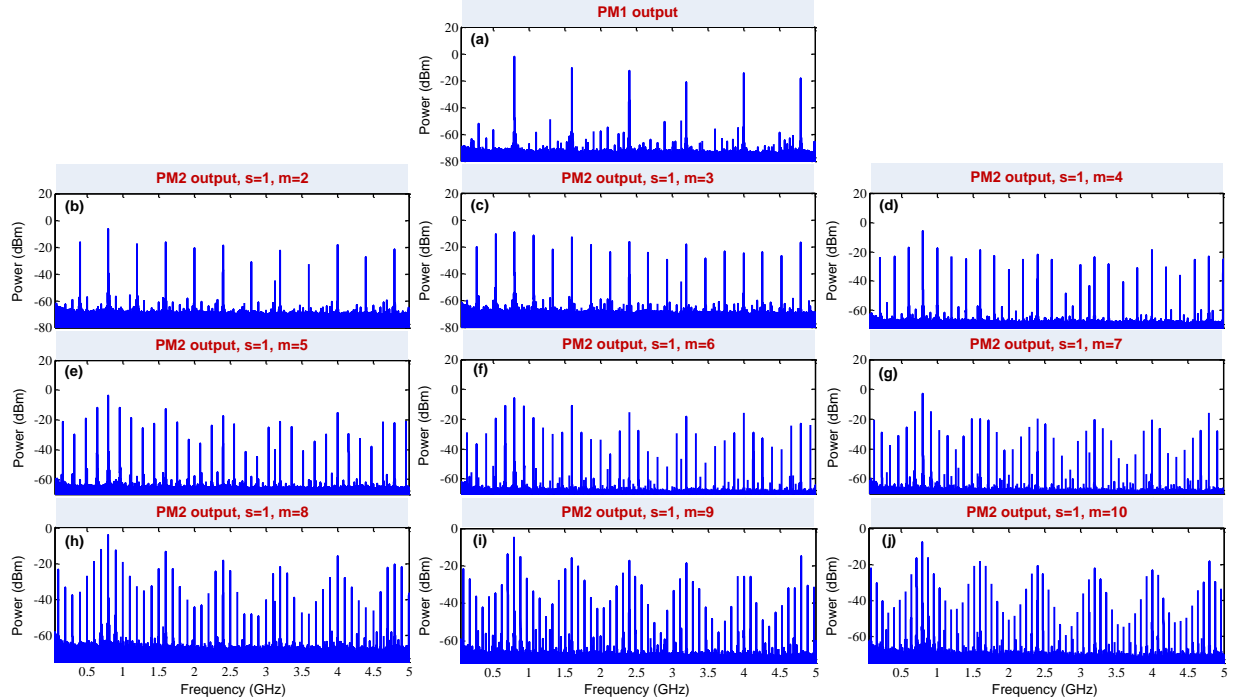 PM1 output
(a)
20
0
-20
-40
-60
-80
Power (dBm)
PM2 output, s=1, m=2
(b)
20
0
-20
-40
-60
-80
Power (dBm)
PM2 output, s=1, m=3
(c)
20
0
-20
-40
-60
-80
Power (dBm)
PM2 output, s=1, m=4
(d)
20
0
-20
-40
-60
Power (dBm)
PM2 output, s=1, m=5
(e)
20
0
-20
-40
-60
Power (dBm)
PM2 output, s=1, m=6
(f)
20
0
-20
-40
-60
Power (dBm)
PM2 output, s=1, m=7
(g)
20
0
-20
-40
-60
Power (dBm)
PM2 output, s=1, m=8
(h)
0
-20
-40
-60
Power (dBm)
0.5 1 1.5 2 2.5 3 3.5 4 4.5 5
Frequency (GHz)
PM2 output, s=1, m=9
(i)
0
-20
-40
-60
Power (dBm)
0.5 1 1.5 2 2.5 3 3.5 4 4.5 5
Frequency (GHz)
PM2 output, s=1, m=10
(j)
0
-20
-40
-60
Power (dBm)
0.5 1 1.5 2 2.5 3 3.5 4 4.5 5
Frequency (GHz)